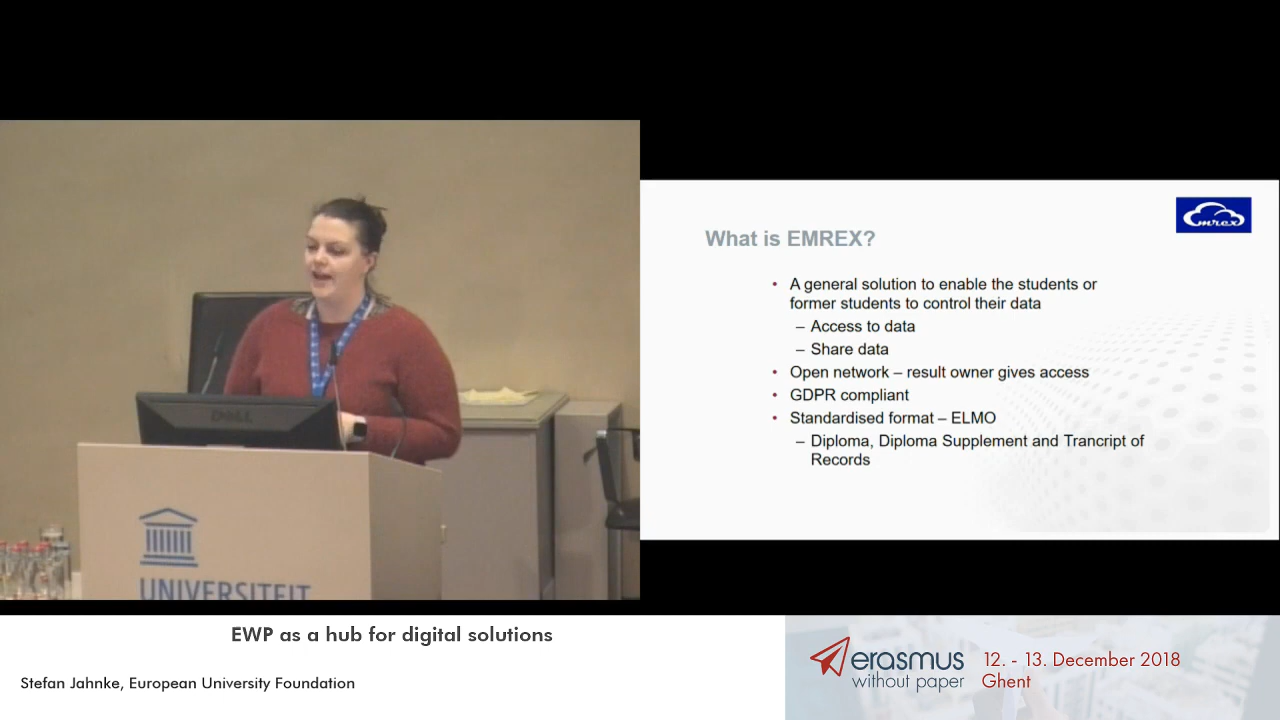 What is EMREX?
emrex
• A general solution to enable the students or
former students to control their data
– Access to data
– Share data
• Open network – result owner gives access
• GDPR compliant
• Standardised format – ELMO
– Diploma, Diploma Supplement and Trancript of
Records
DELL
UNIVERSITEIT
EWP as a hub for digital solutions
Stefan Jahnke, European University Foundation
erasmus
without paper
12. - 13. December 2018
Ghent